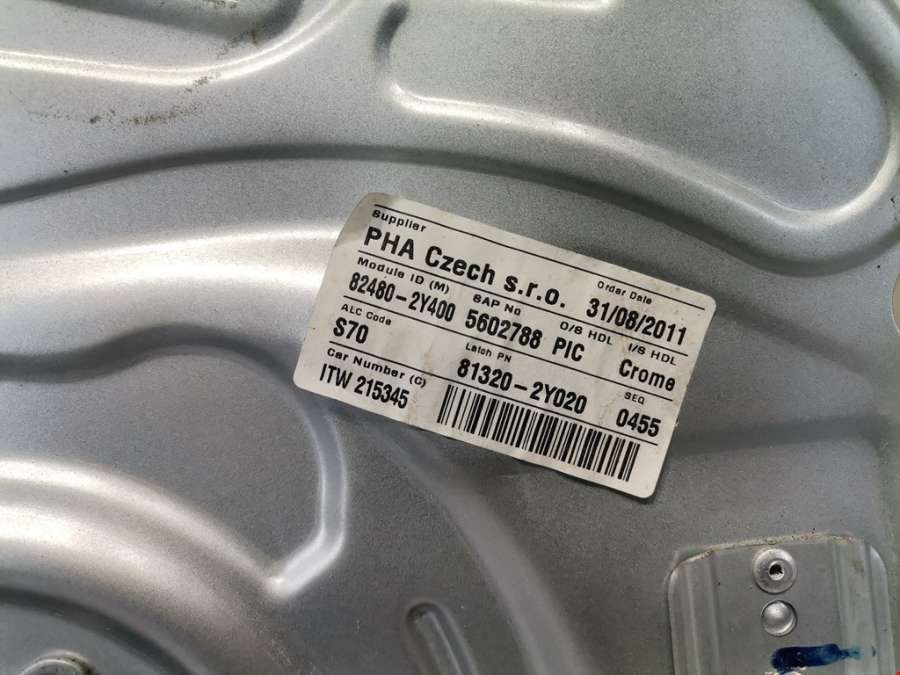 Supplier Order Date
PHA Czech s.r.o. 31/08/2011
Module ID (M) SAP No O/S HDL I/S HDL
82480-2Y400 5602788 PIC Crome
ALC Code Latch PN SEQ
S70 81320-2Y020 0455
Car Number (C)
ITW 215345